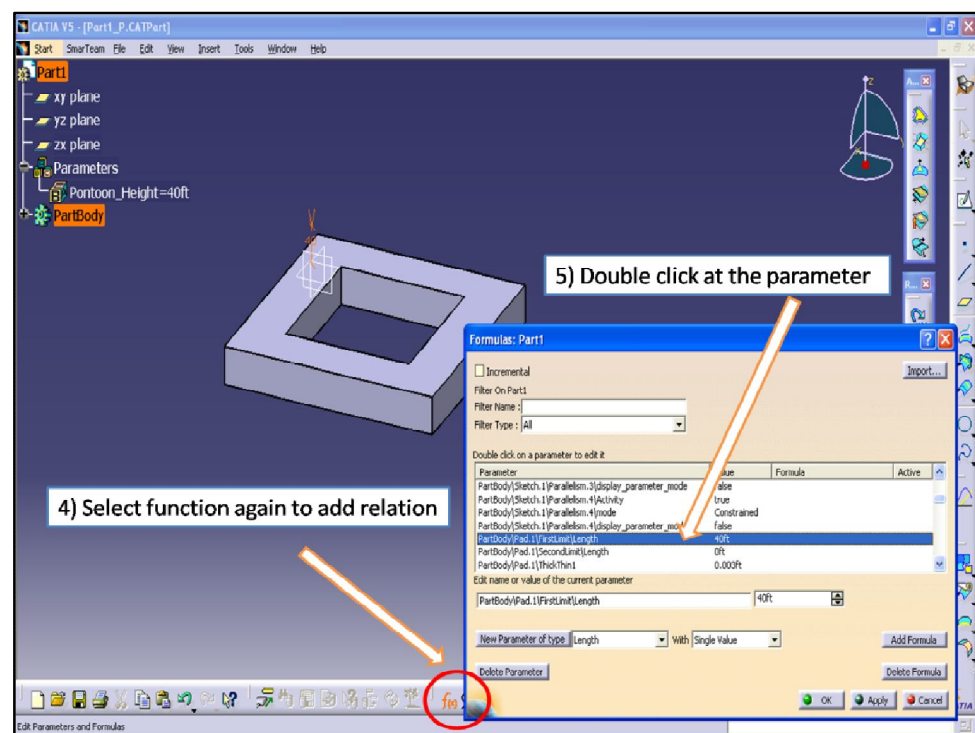 CATIA V5 - [Part1_P.CATPart]
Start SmarTeam File Edit View Insert Tools Window Help
Part1
xy plane
yz plane
zx plane
Parameters
Pontoon_Height=40ft
PartBody
z
A...
R...
5) Double click at the parameter
4) Select function again to add relation
Formulas: Part1
Incremental
Import...
Filter On Part1
Filter Name :
Filter Type : All
Double click on a parameter to edit it
Parameter Value Formula Active
PartBody\Sketch.1\Parallelism.3\display_parameter_mode false
PartBody\Sketch.1\Parallelism.4\Activity true
PartBody\Sketch.1\Parallelism.4\mode Constrained
PartBody\Sketch.1\Parallelism.4\display_parameter_mode false
PartBody\Pad.1\FirstLimit\Length 40ft
PartBody\Pad.1\SecondLimit\Length 0ft
PartBody\Pad.1\ThickThin1 0.003ft
Edit name or value of the current parameter
PartBody\Pad.1\FirstLimit\Length 40ft
New Parameter of type Length With Single Value Add Formula
Delete Parameter Delete Formula
OK Apply Cancel
f(x)
Edit Parameters and Formulas